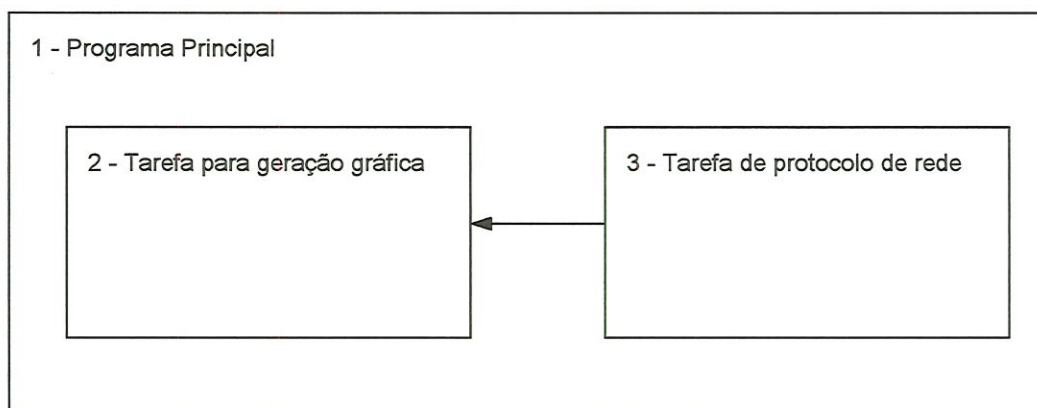 1 - Programa Principal
2 - Tarefa para geração gráfica
3 - Tarefa de protocolo de rede